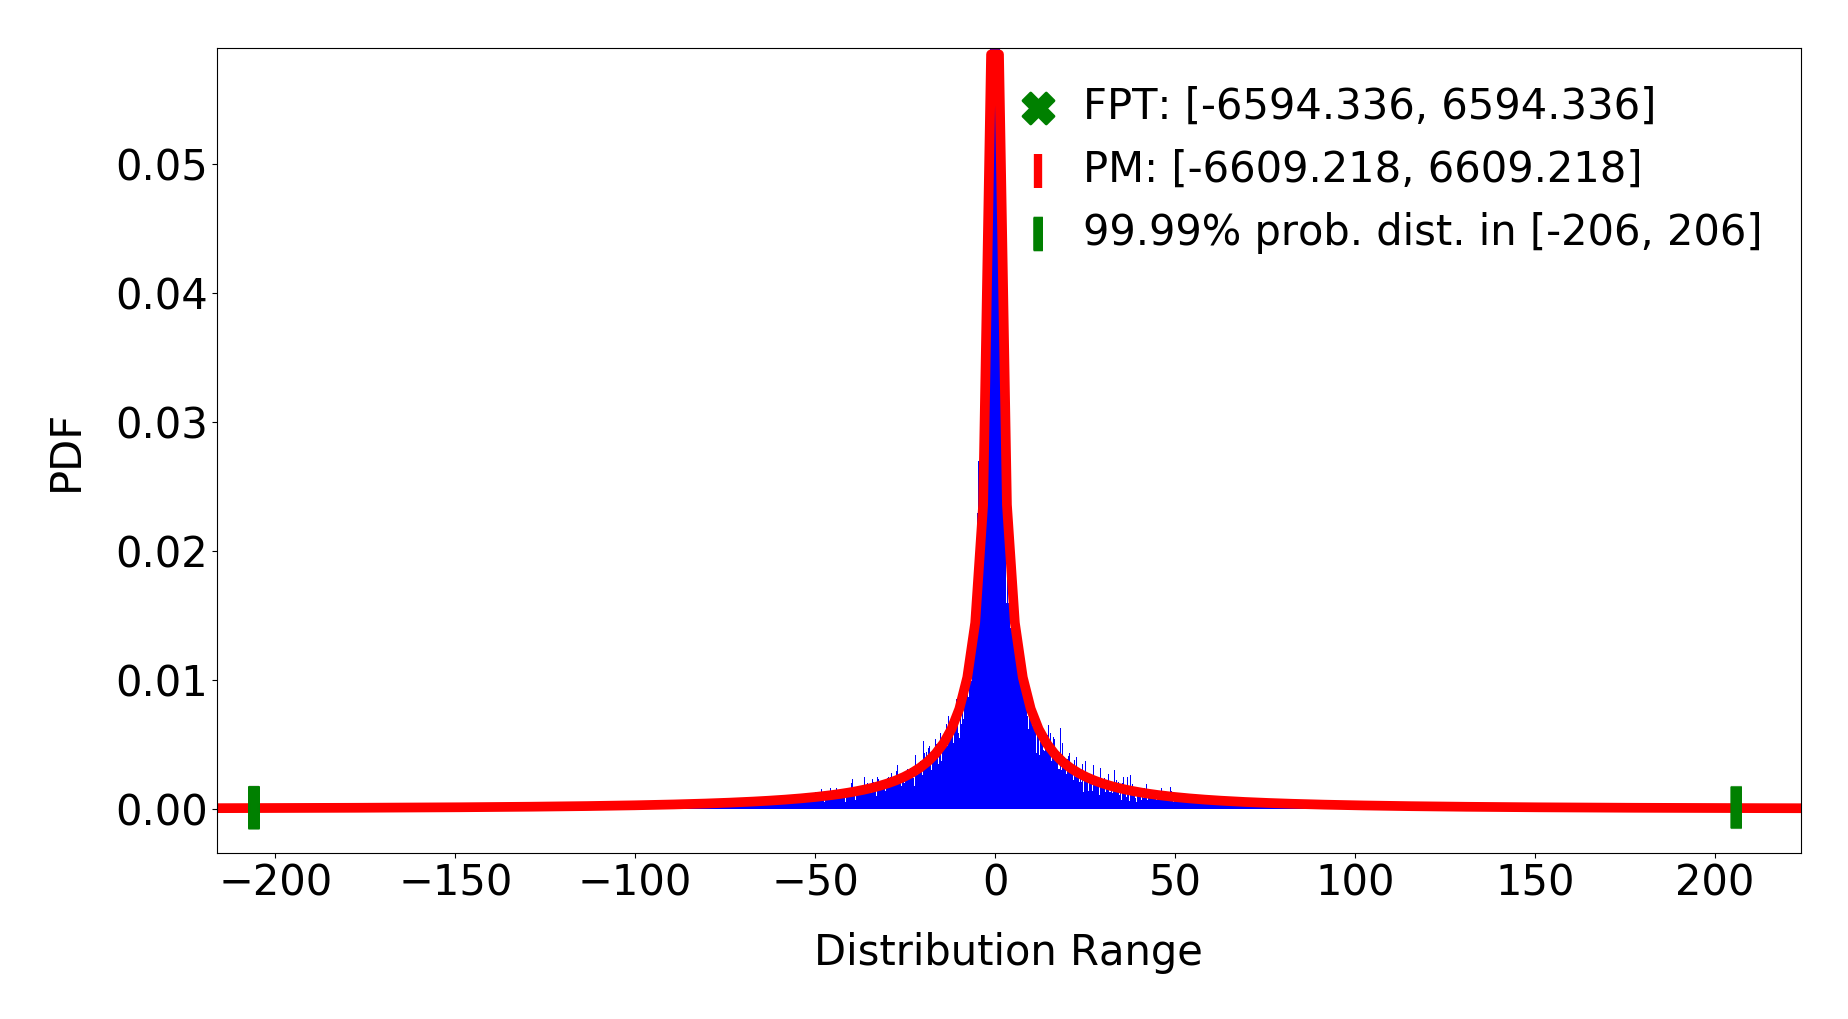 FPT: [-6594.336, 6594.336]
PM: [-6609.218, 6609.218]
99.99% prob. dist. in [-206, 206]
PDF
0.05
0.04
0.03
0.02
0.01
0.00
−200 −150 −100 −50 0 50 100 150 200
Distribution Range